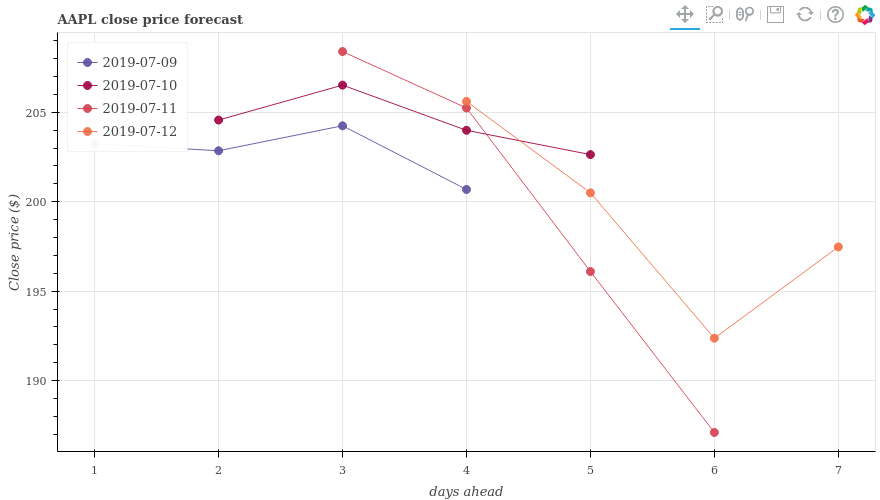 AAPL close price forecast
2019-07-09
2019-07-10
2019-07-11
2019-07-12
Close price ($)
205
200
195
190
1 2 3 4 5 6 7
days ahead